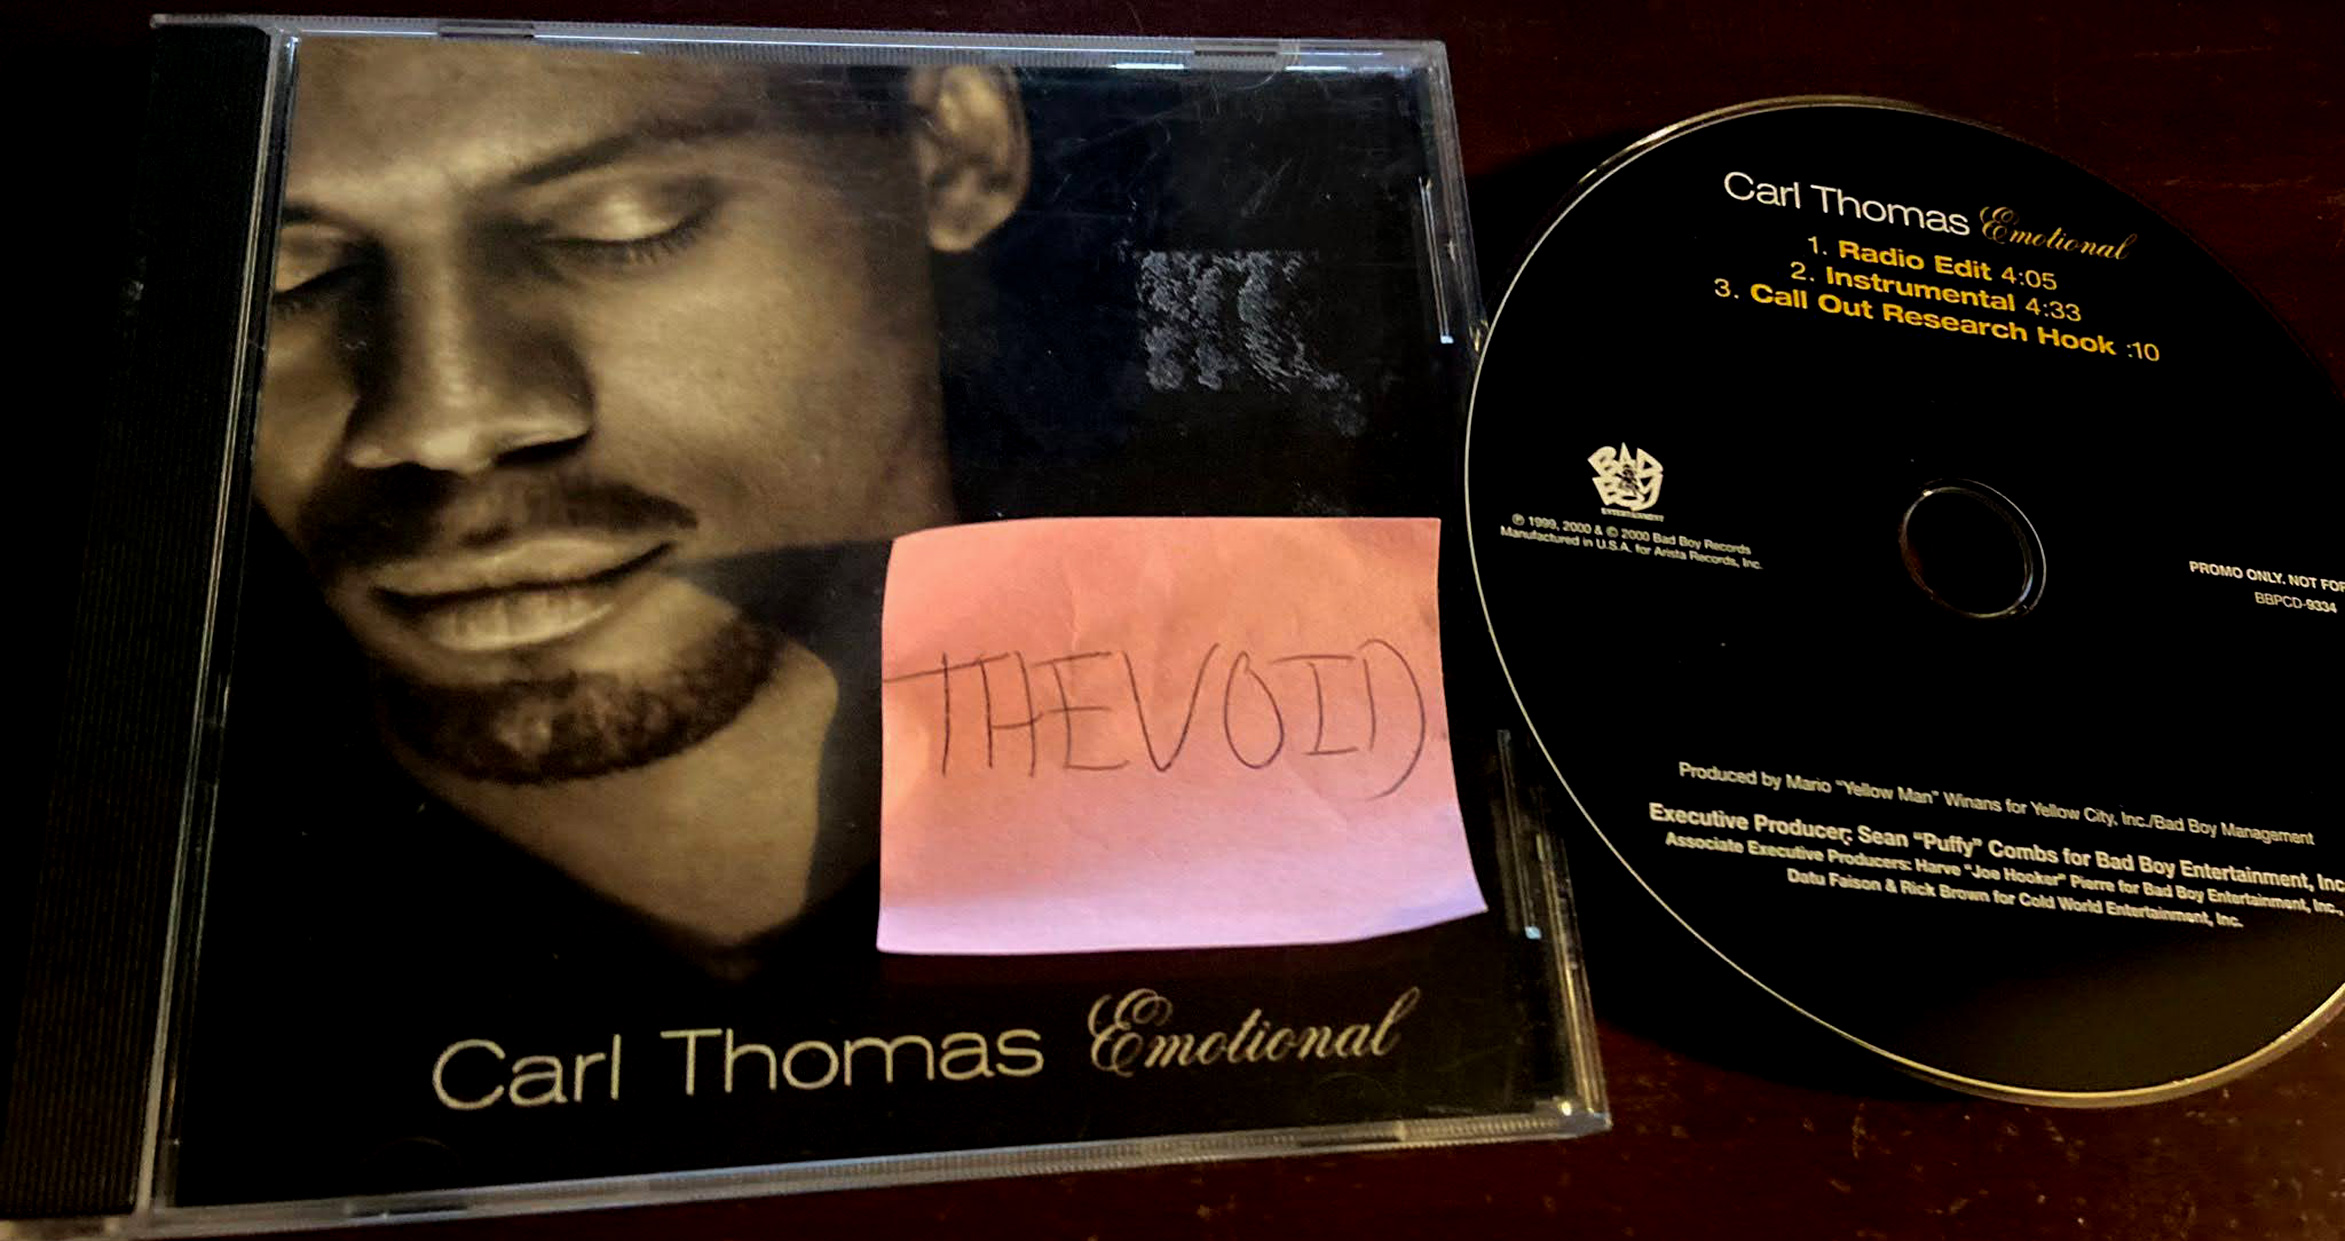 THEVOID
Carl Thomas Emotional
Carl Thomas Emotional
1. Radio Edit 4:05
2. Instrumental 4:33
3. Call Out Research Hook :10
BAD
BOY
ENTERTAINMENT
℗ 1999, 2000 & © 2000 Bad Boy Records
Manufactured in U.S.A. for Arista Records, Inc.
PROMO ONLY. NOT FOR
BBPCD-9334
Produced by Mario "Yellow Man" Winans for Yellow City, Inc./Bad Boy Management
Executive Producer: Sean "Puffy" Combs for Bad Boy Entertainment, Inc
Associate Executive Producers: Harve "Joe Hooker" Pierre for Bad Boy Entertainment, Inc.,
Datu Faison & Rick Brown for Cold World Entertainment, Inc.